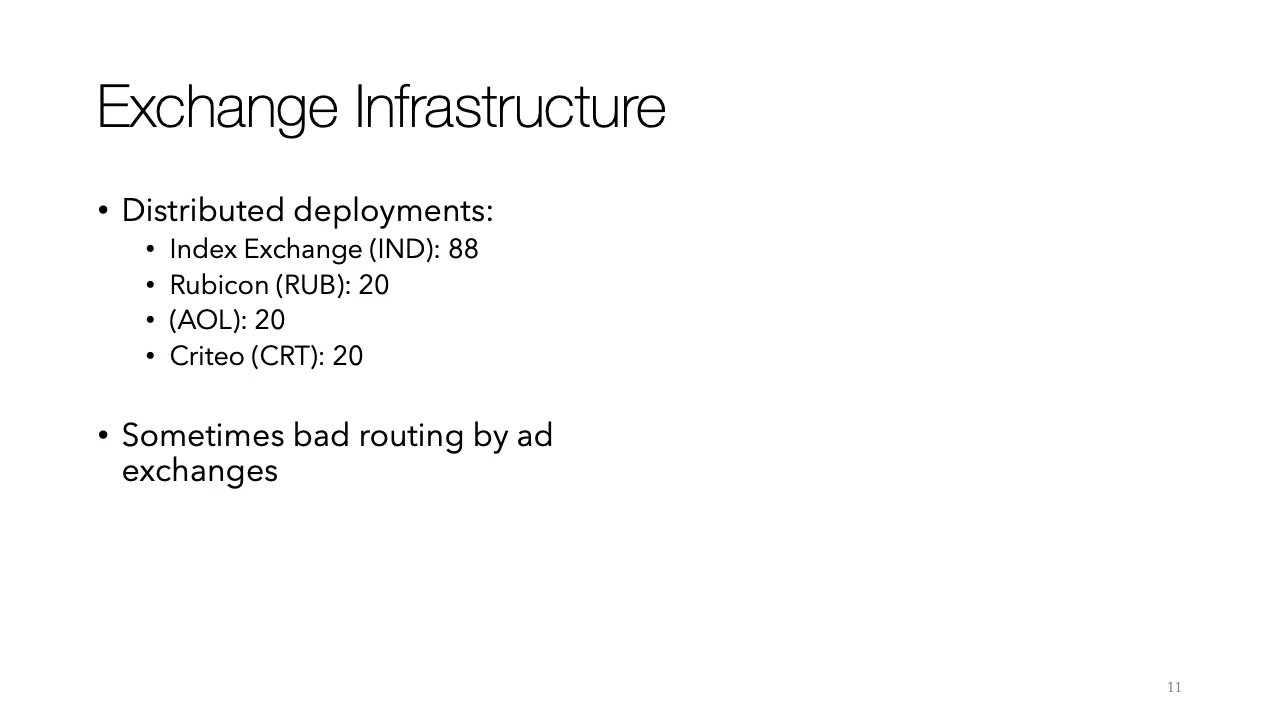 Exchange Infrastructure
• Distributed deployments:
• Index Exchange (IND): 88
• Rubicon (RUB): 20
• (AOL): 20
• Criteo (CRT): 20
• Sometimes bad routing by ad
exchanges
11